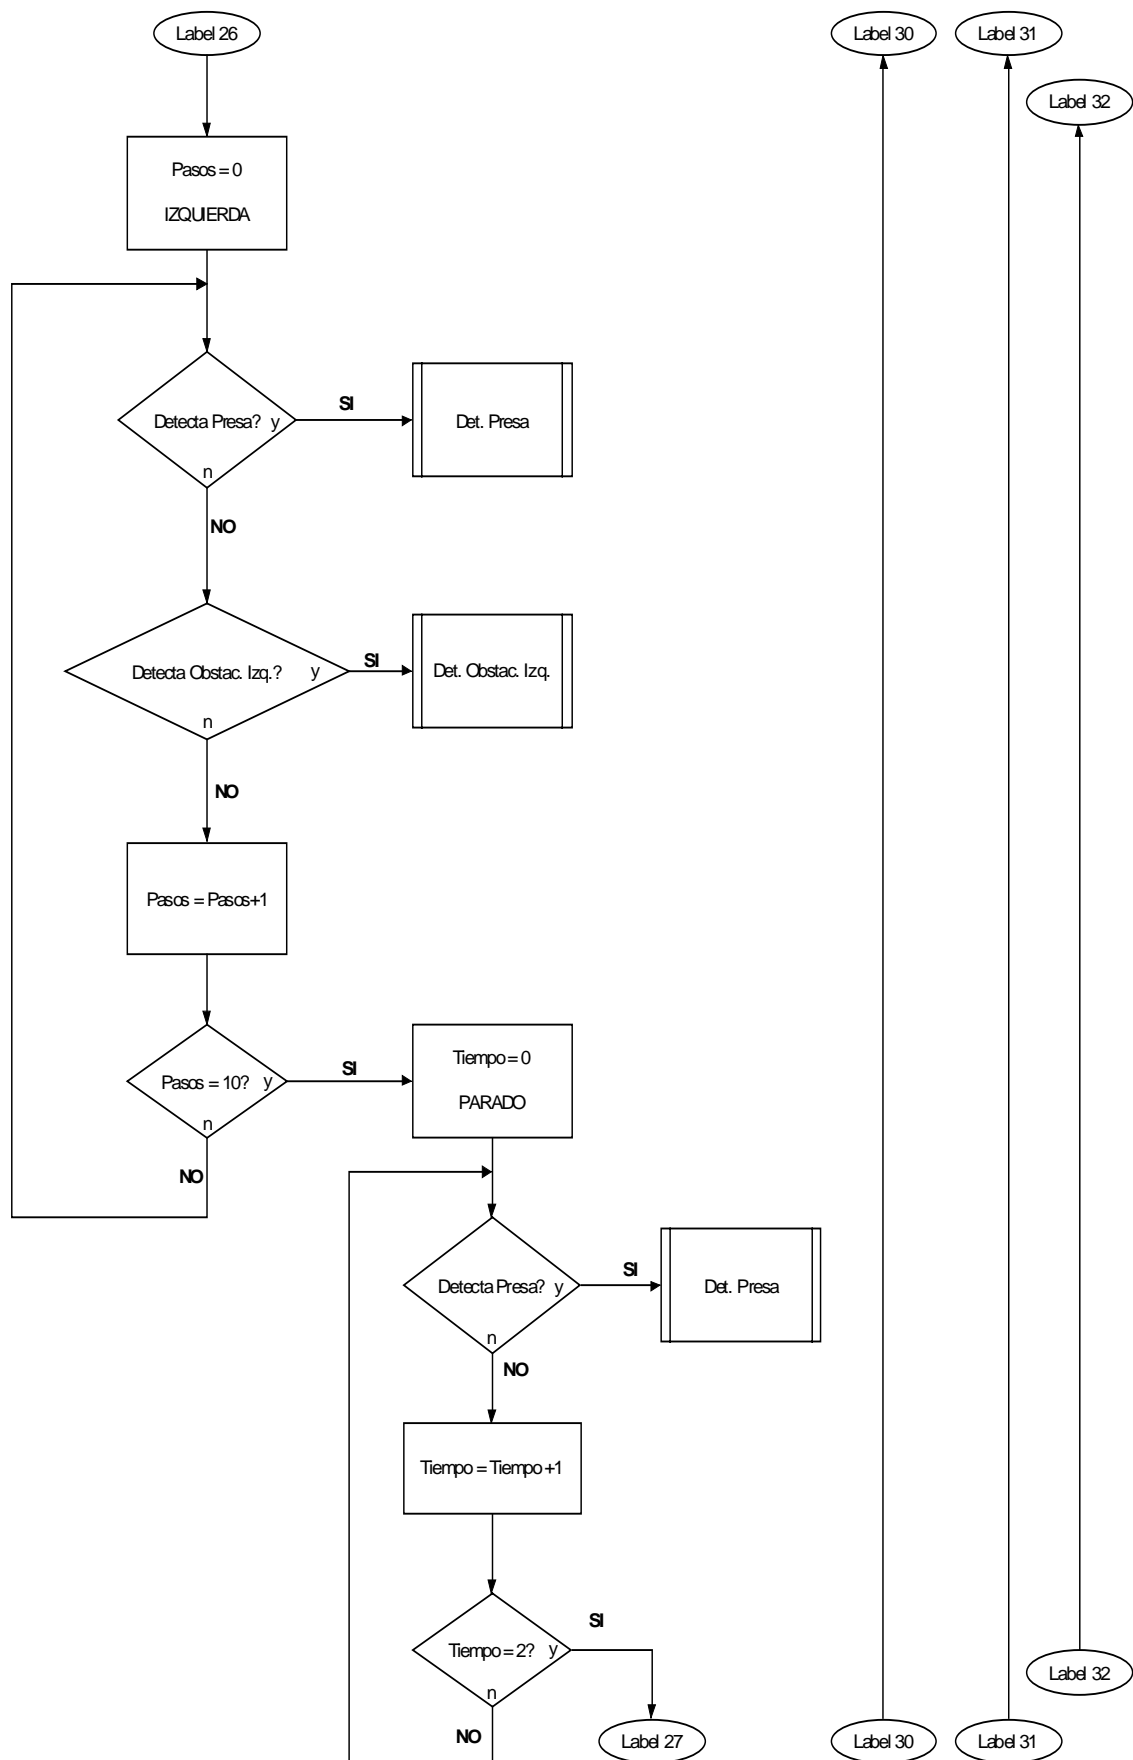 Label 26
Label 30
Label 31
Label 32
Pasos = 0
IZQUIERDA
Detecta Presa?
y
n
SI
Det. Presa
NO
Detecta Obstac. Izq.?
y
n
SI
Det. Obstac. Izq.
NO
Pasos = Pasos+1
Pasos = 10?
y
n
SI
NO
Tiempo = 0
PARADO
Detecta Presa?
y
n
SI
Det. Presa
NO
Tiempo = Tiempo +1
Tiempo = 2?
y
n
SI
NO
Label 27
Label 32
Label 30
Label 31